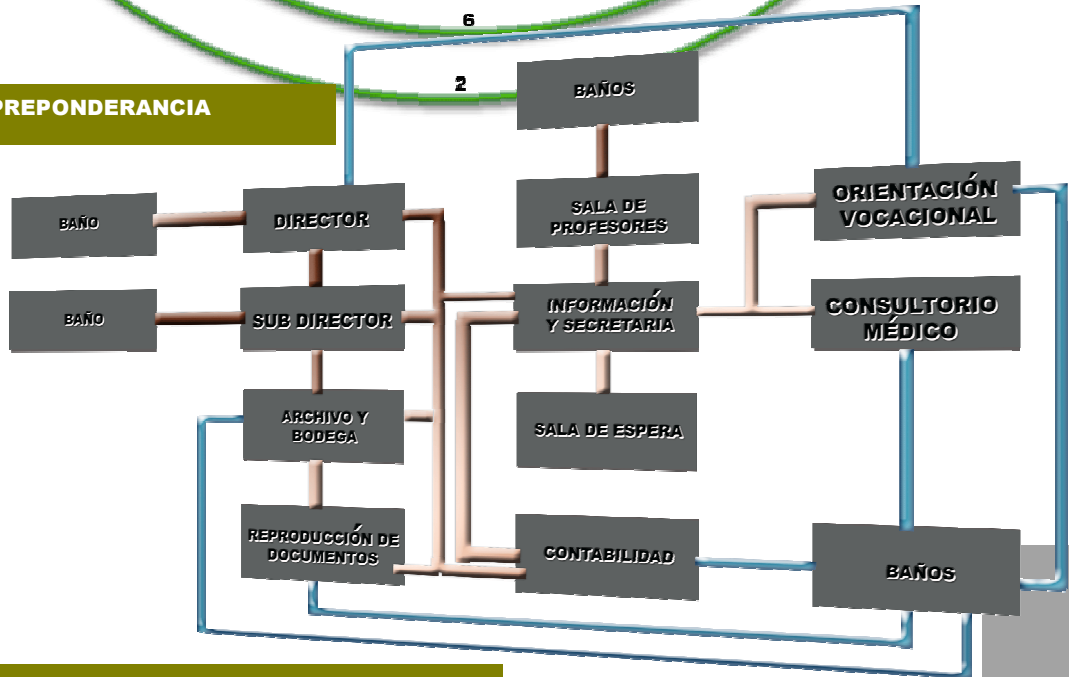 6
2
PREPONDERANCIA
BAÑOS
BAÑO
DIRECTOR
SALA DE
PROFESORES
ORIENTACIÓN
VOCACIONAL
BAÑO
SUB DIRECTOR
INFORMACIÓN
Y SECRETARIA
CONSULTORIO
MÉDICO
ARCHIVO Y
BODEGA
SALA DE ESPERA
REPRODUCCIÓN DE
DOCUMENTOS
CONTABILIDAD
BAÑOS